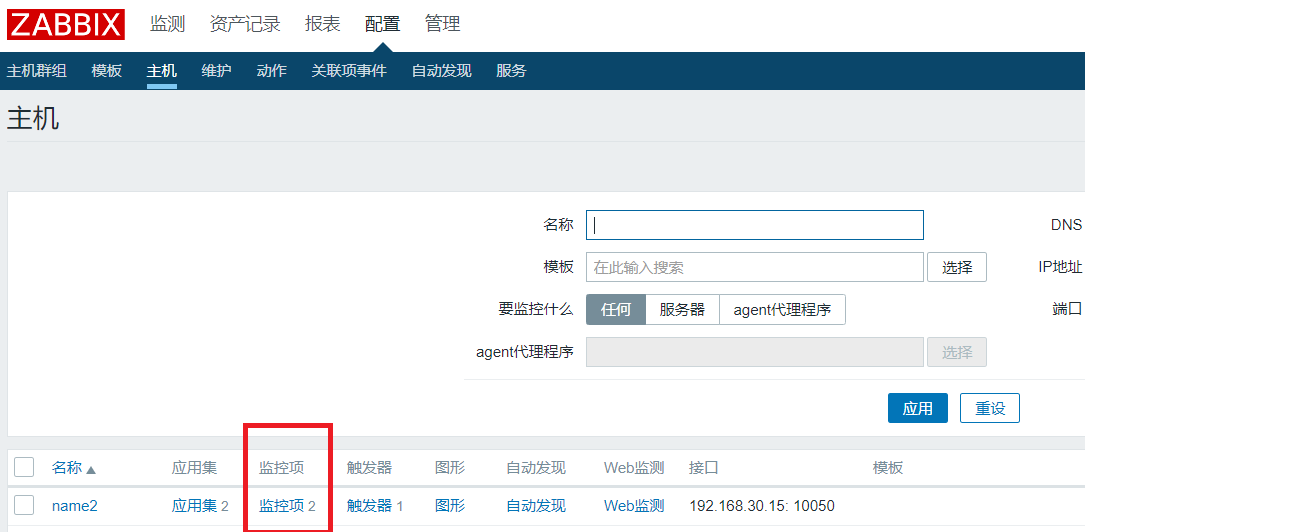 ZABBIX 监测 资产记录 报表 配置 管理
主机群组 模板 主机 维护 动作 关联项事件 自动发现 服务
主机
名称 DNS
模板 在此输入搜索 选择 IP地址
要监控什么 任何 服务器 agent代理程序 端口
agent代理程序 选择
应用 重设
名称 应用集 监控项 触发器 图形 自动发现 Web监测 接口 模板
name2 应用集 2 监控项 2 触发器 1 图形 自动发现 Web监测 192.168.30.15: 10050